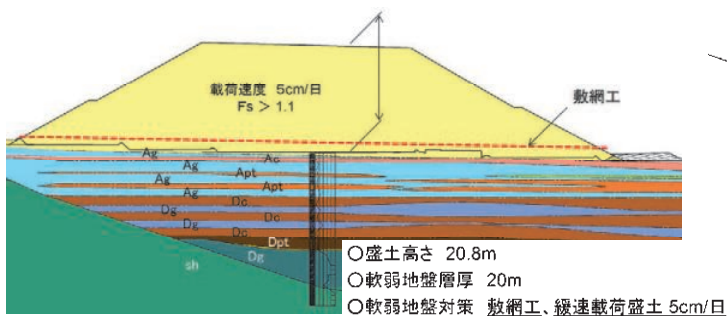 載荷速度 5cm/日
Fs > 1.1
敷網工
Ag
Ac
Ag
Apt
Ag
Apt
Ag
Dc
Dg
Dc
Dg
Dc
Dpt
Dg
sh
○盛土高さ 20.8m
○軟弱地盤層厚 20m
○軟弱地盤対策 敷網工、緩速載荷盛土 5cm/日